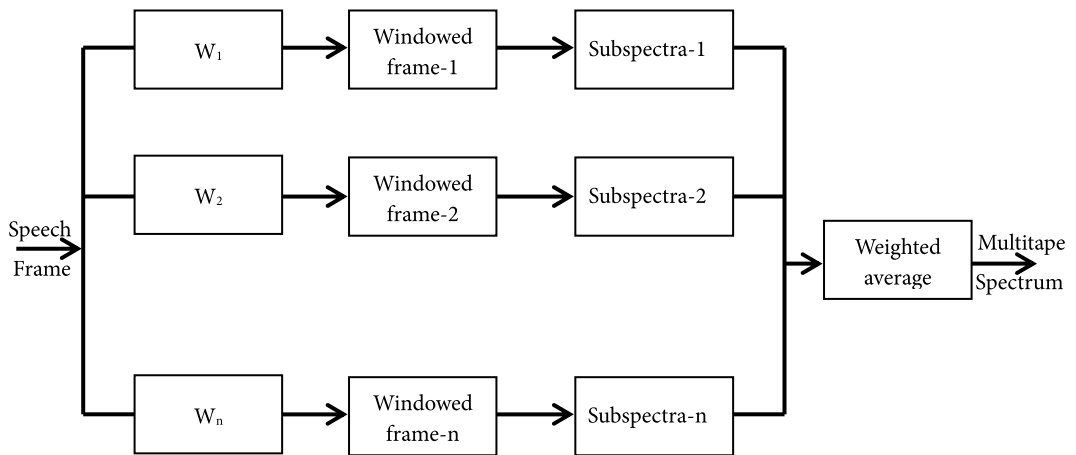 W₁
Windowed
frame-1
Subspectra-1
W₂
Windowed
frame-2
Subspectra-2
Speech
Frame
Weighted
average
Multitape
Spectrum
Wₙ
Windowed
frame-n
Subspectra-n